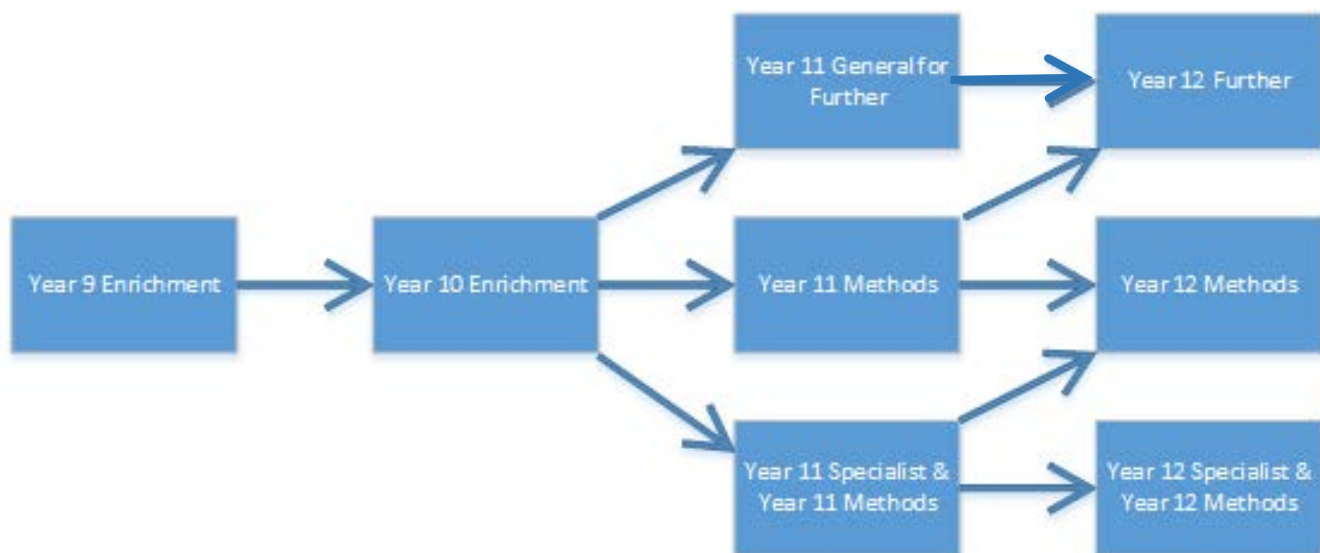 Year 11 General for
Further
Year 12 Further
Year 9 Enrichment
Year 10 Enrichment
Year 11 Methods
Year 12 Methods
Year 11 Specialist &
Year 11 Methods
Year 12 Specialist &
Year 12 Methods